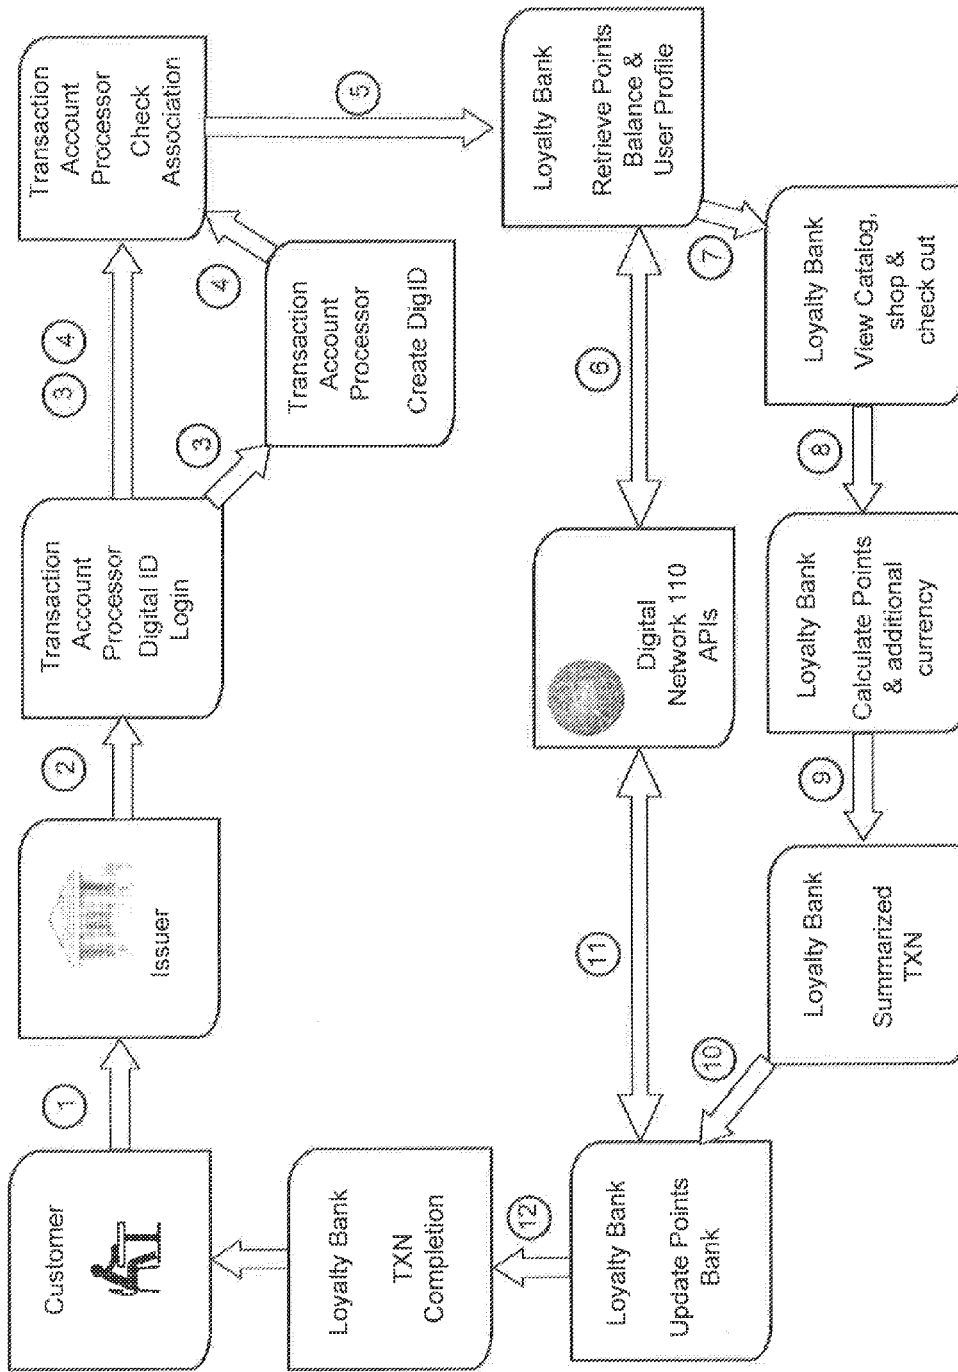 Customer
1
Issuer
2
Transaction
Account
Processor
Digital ID
Login
3
4
3
Transaction
Account
Processor
Create DigID
4
Transaction
Account
Processor
Check
Association
5
Loyalty Bank
Retrieve Points
Balance &
User Profile
6
Digital
Network 110
APIs
7
Loyalty Bank
View Catalog,
shop &
check out
8
Loyalty Bank
Calculate Points
& additional
currency
9
Loyalty Bank
Summarized
TXN
10
Loyalty Bank
Update Points
Bank
11
12
Loyalty Bank
TXN
Completion